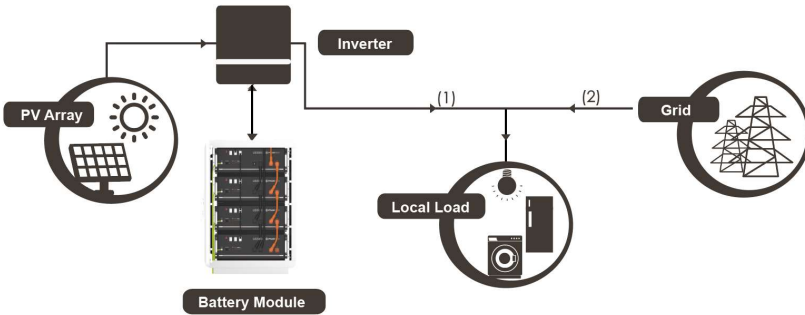 Inverter
PV Array
(1)
(2)
Grid
Local Load
Battery Module